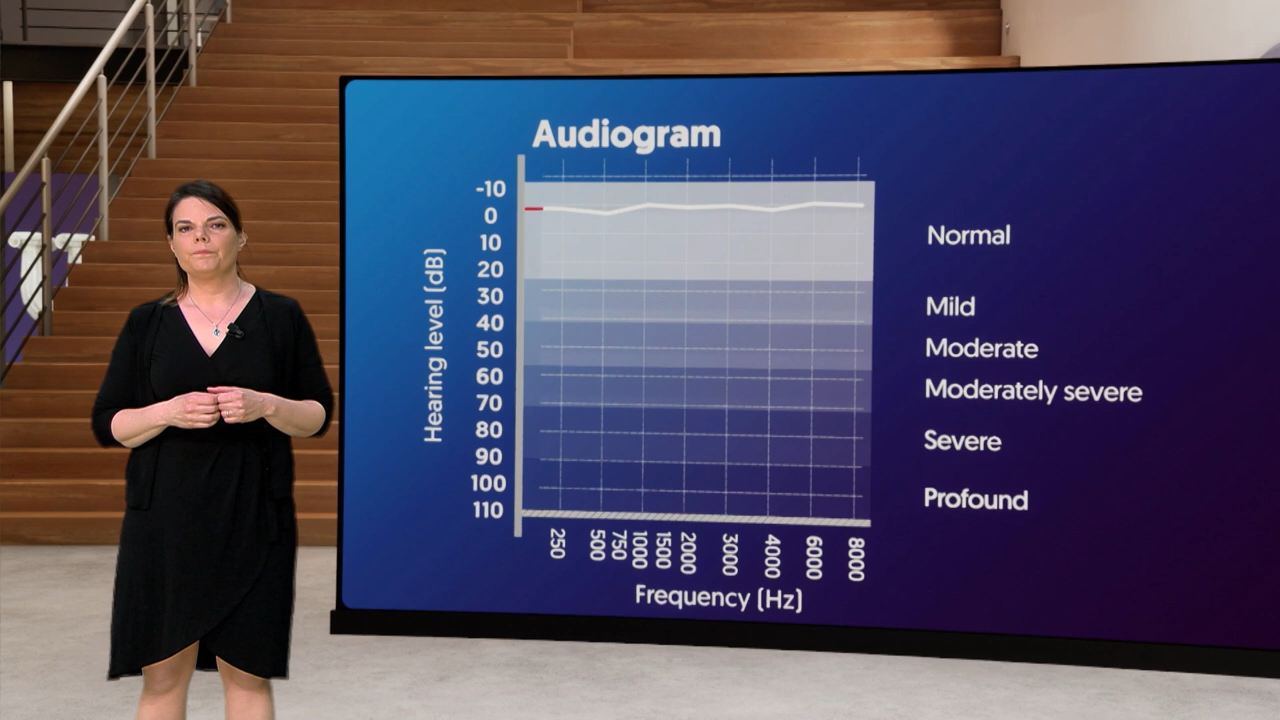 Audiogram
Hearing level (dB)
-10
0
10
20
30
40
50
60
70
80
90
100
110
250
500
750
1000
1500
2000
3000
4000
6000
8000
Frequency (Hz)
Normal
Mild
Moderate
Moderately severe
Severe
Profound